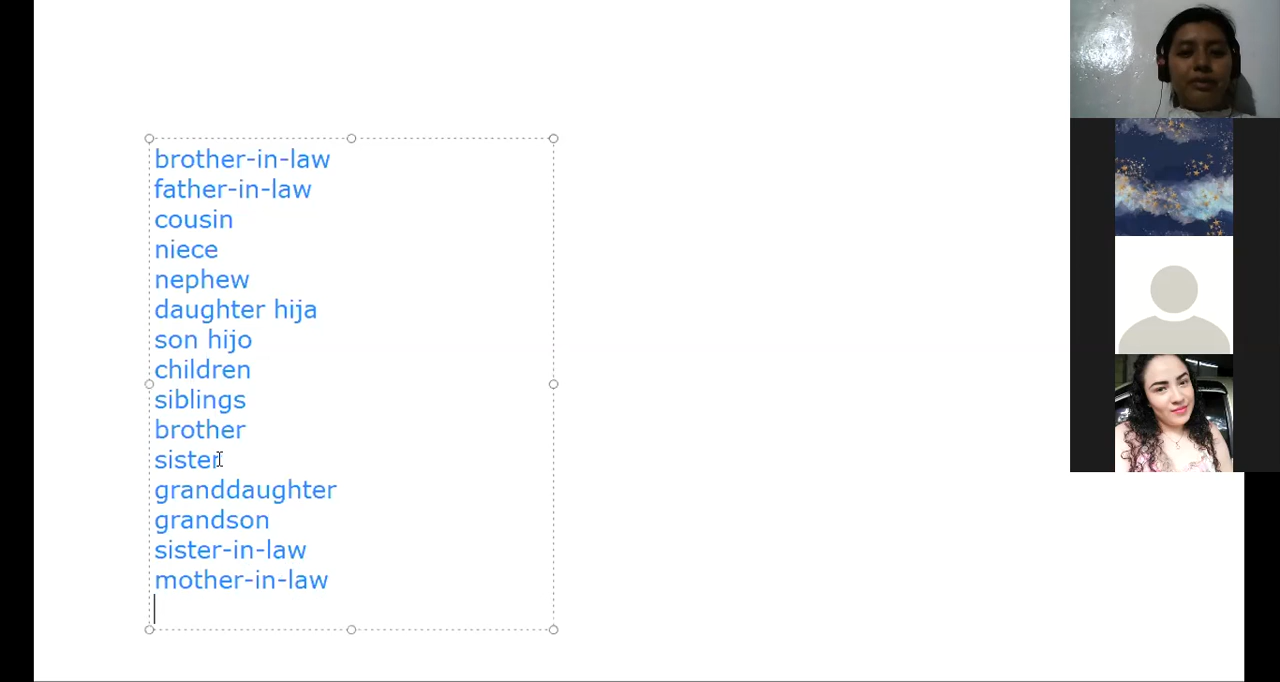 brother-in-law
father-in-law
cousin
niece
nephew
daughter hija
son hijo
children
siblings
brother
sister
granddaughter
grandson
sister-in-law
mother-in-law